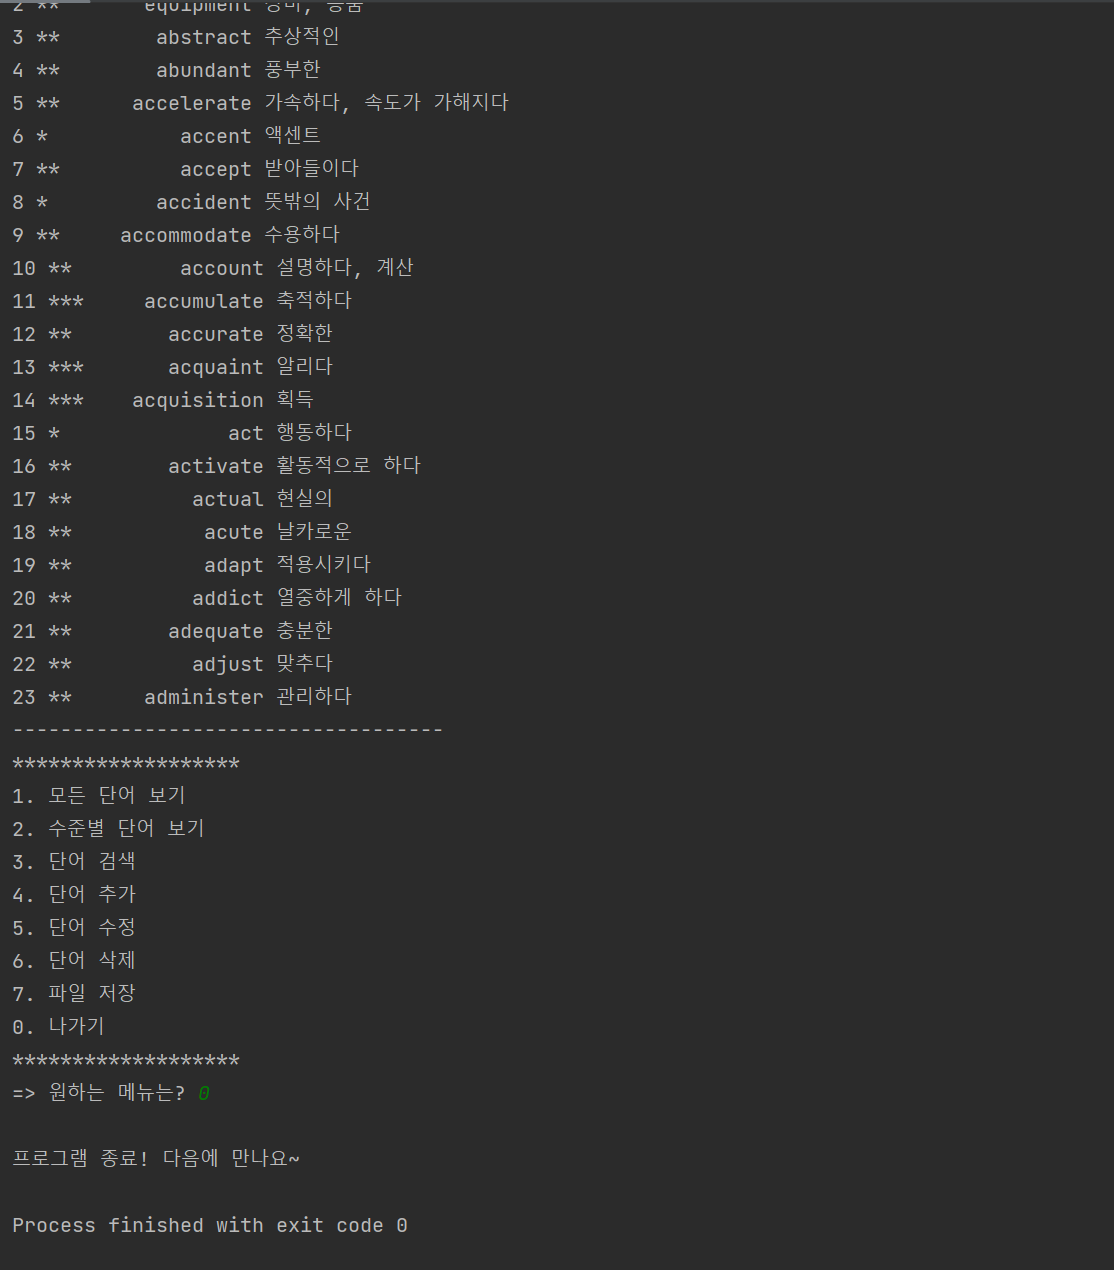 2 ** equipment 장비, 용품
3 ** abstract 추상적인
4 ** abundant 풍부한
5 ** accelerate 가속하다, 속도가 가해지다
6 * accent 액센트
7 ** accept 받아들이다
8 * accident 뜻밖의 사건
9 ** accommodate 수용하다
10 ** account 설명하다, 계산
11 *** accumulate 축적하다
12 ** accurate 정확한
13 *** acquaint 알리다
14 *** acquisition 획득
15 * act 행동하다
16 ** activate 활동적으로 하다
17 ** actual 현실의
18 ** acute 날카로운
19 ** adapt 적용시키다
20 ** addict 열중하게 하다
21 ** adequate 충분한
22 ** adjust 맞추다
23 ** administer 관리하다
------------------------------------
*******************
1. 모든 단어 보기
2. 수준별 단어 보기
3. 단어 검색
4. 단어 추가
5. 단어 수정
6. 단어 삭제
7. 파일 저장
0. 나가기
*******************
=> 원하는 메뉴는? 0
프로그램 종료! 다음에 만나요~
Process finished with exit code 0